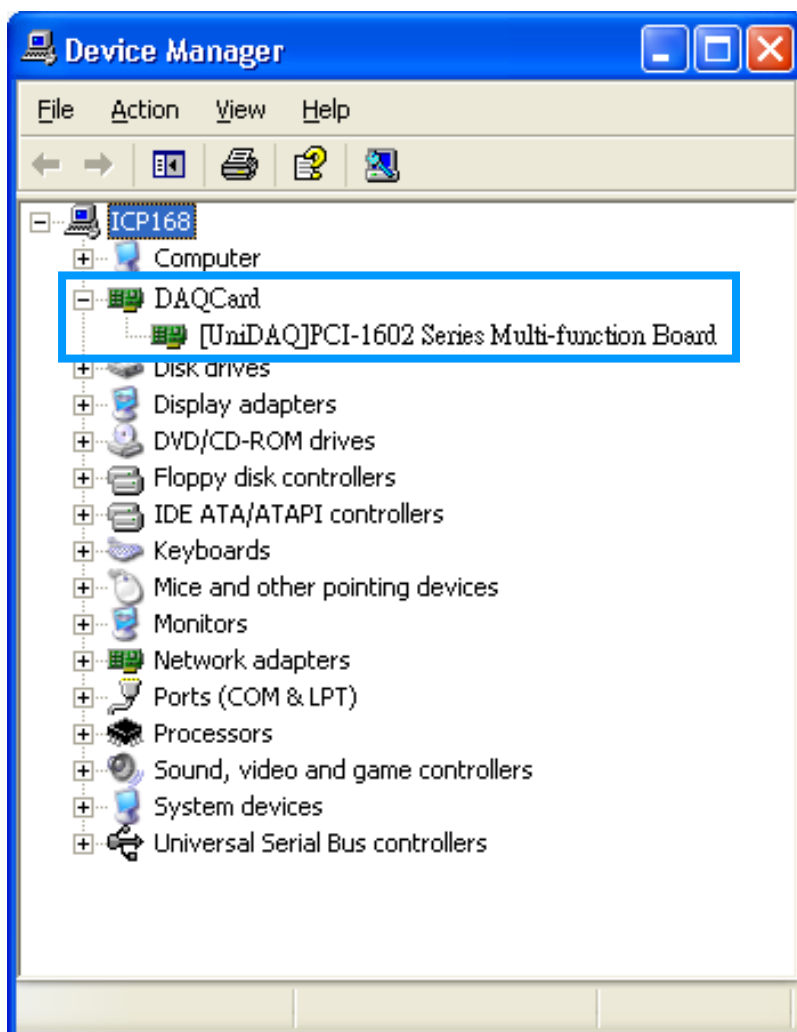 Device Manager
File Action View Help
ICP168
Computer
DAQCard
[UniDAQ]PCI-1602 Series Multi-function Board
Disk drives
Display adapters
DVD/CD-ROM drives
Floppy disk controllers
IDE ATA/ATAPI controllers
Keyboards
Mice and other pointing devices
Monitors
Network adapters
Ports (COM & LPT)
Processors
Sound, video and game controllers
System devices
Universal Serial Bus controllers